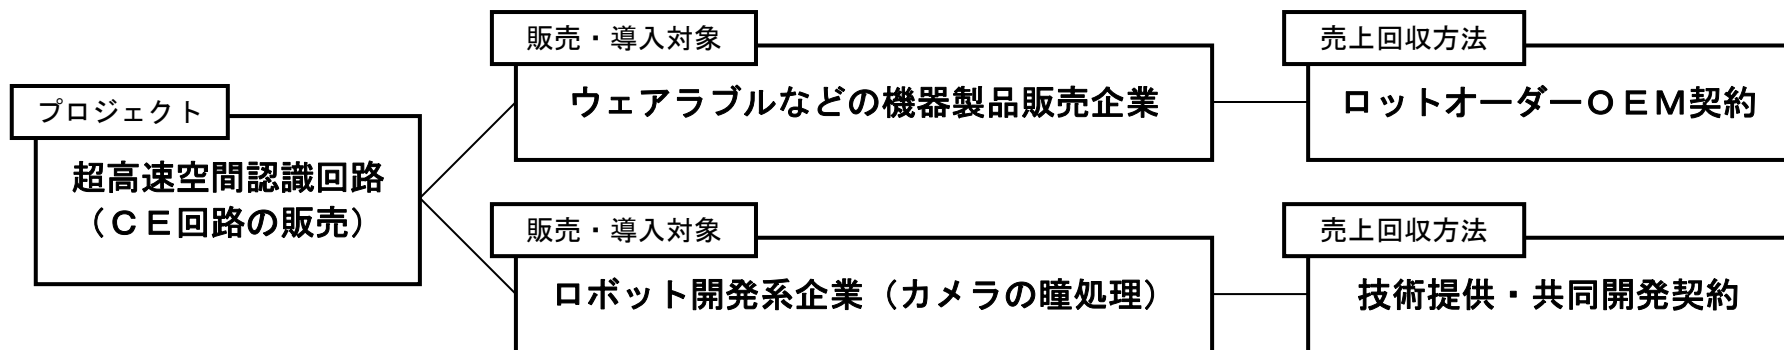 プロジェクト
超高速空間認識回路
（ＣＥ回路の販売）
販売・導入対象
ウェアラブルなどの機器製品販売企業
売上回収方法
ロットオーダーＯＥＭ契約
販売・導入対象
ロボット開発系企業（カメラの瞳処理）
売上回収方法
技術提供・共同開発契約